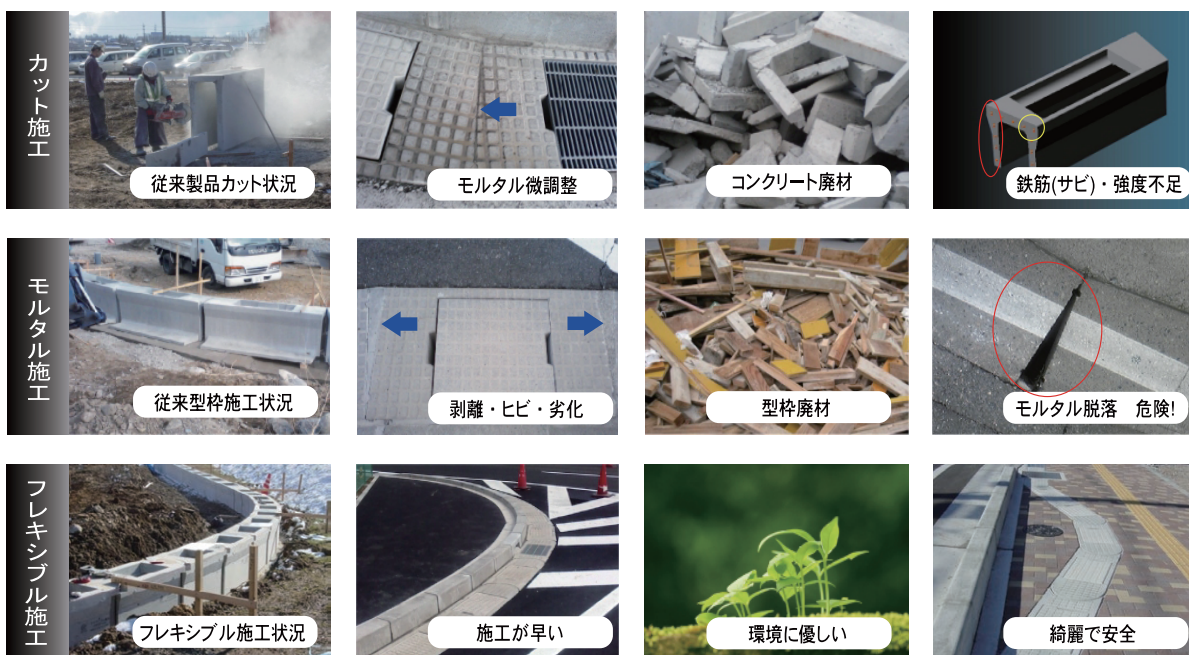 カット施工
従来製品カット状況
モルタル微調整
コンクリート廃材
鉄筋(サビ)・強度不足
モルタル施工
従来型枠施工状況
剥離・ヒビ・劣化
型枠廃材
モルタル脱落　危険!
フレキシブル施工
フレキシブル施工状況
施工が早い
環境に優しい
綺麗で安全